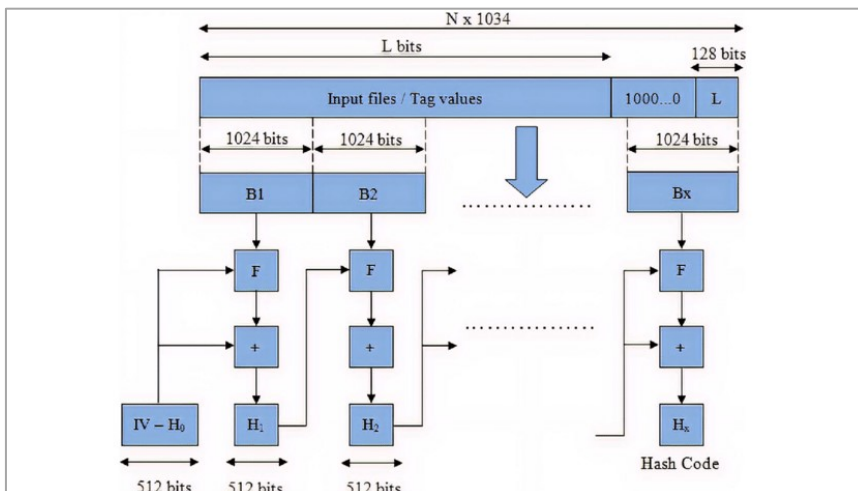 N x 1034
L bits
128 bits
Input files / Tag values
1000...0
L
1024 bits
1024 bits
1024 bits
B1
B2
Bx
F
F
F
+
+
+
IV – H₀
H₁
H₂
Hₓ
Hash Code
512 bits
512 bits
512 bits